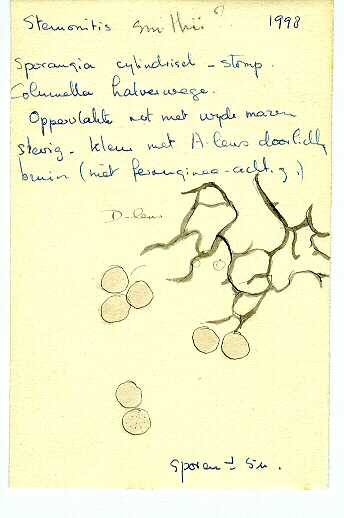 Stemonitis smithii? 1998
Sporangia cylindrisch - stomp.
Columella halverwege.
Oppervlakte net met wijde mazen
stevig - kleur met A-lens doorlicht
bruin (niet ferruginea-achtig.)
D-lens
Sporen ± 5µ.